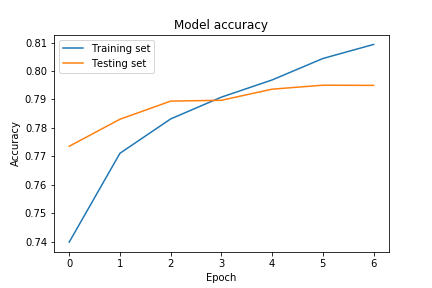 Model accuracy
Training set
Testing set
Accuracy
0.81
0.80
0.79
0.78
0.77
0.76
0.75
0.74
0 1 2 3 4 5 6
Epoch